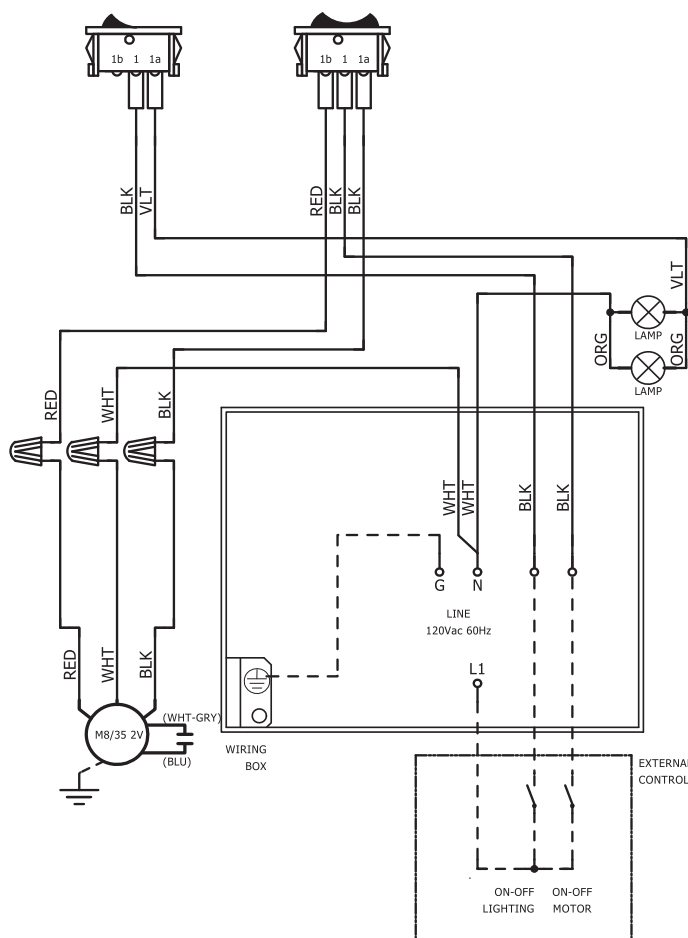 1b 1 1a
1b 1 1a
BLK
VLT
RED
BLK
BLK
VLT
LAMP
ORG
ORG
LAMP
RED
WHT
BLK
WHT
WHT
BLK
BLK
G N
LINE
120Vac 60Hz
L1
RED
WHT
BLK
(WHT-GRY)
M8/35 2V
(BLU)
WIRING
BOX
EXTERNAL
CONTROL
ON-OFF
LIGHTING
ON-OFF
MOTOR